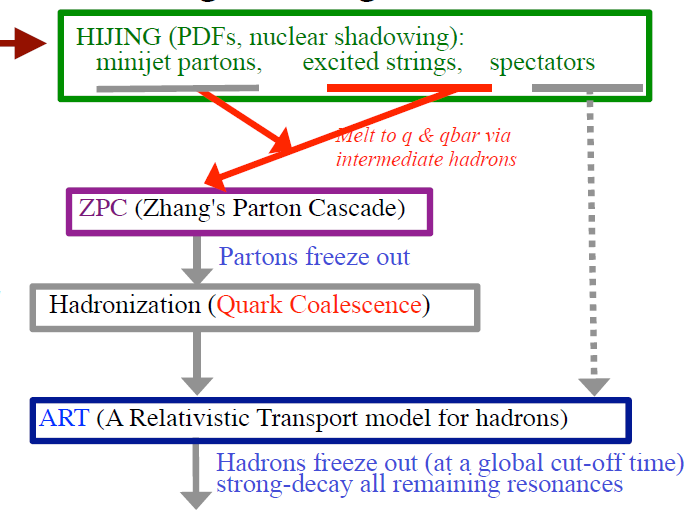 HIJING (PDFs, nuclear shadowing):
minijet partons, excited strings, spectators
Melt to q & qbar via
intermediate hadrons
ZPC (Zhang's Parton Cascade)
Partons freeze out
Hadronization (Quark Coalescence)
ART (A Relativistic Transport model for hadrons)
Hadrons freeze out (at a global cut-off time)
strong-decay all remaining resonances